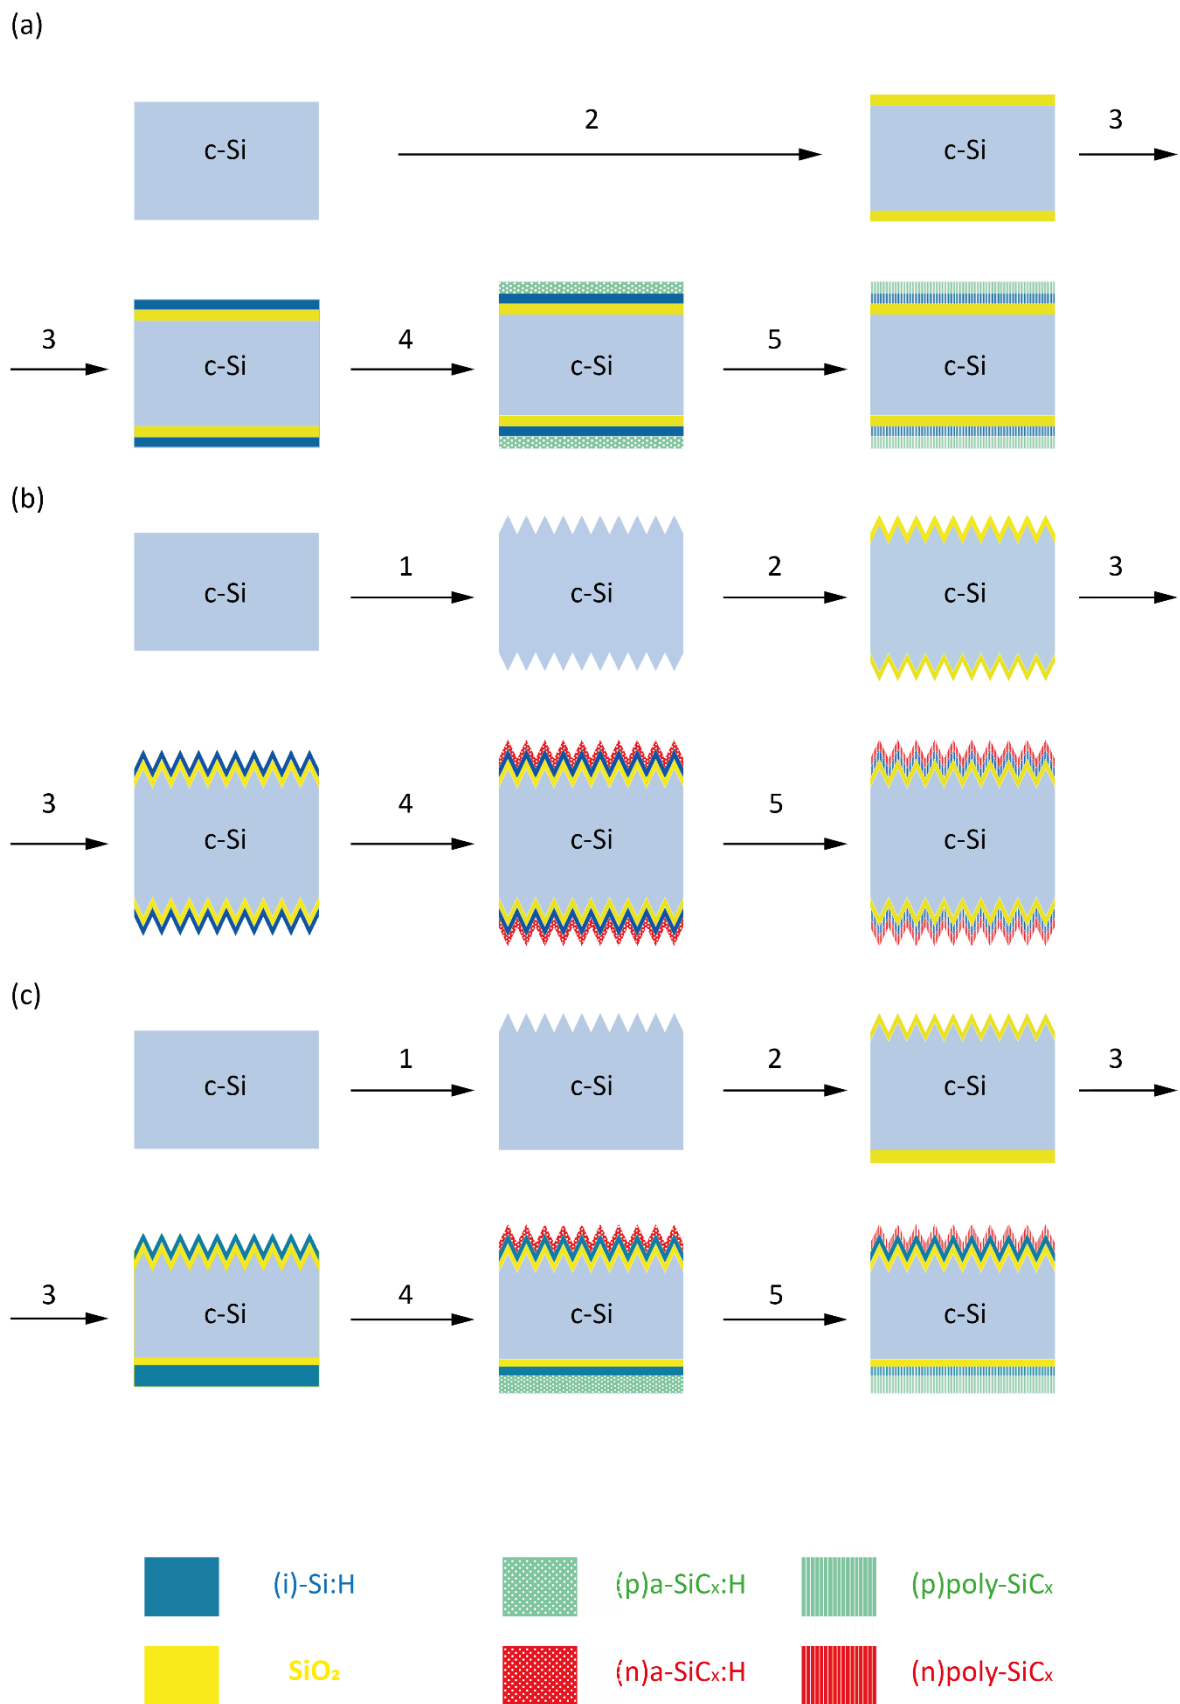 (a)
c-Si 2 c-Si 3
3 c-Si 4 c-Si 5 c-Si
(b)
c-Si 1 c-Si 2 c-Si 3
3 c-Si 4 c-Si 5 c-Si
(c)
c-Si 1 c-Si 2 c-Si 3
3 c-Si 4 c-Si 5 c-Si
(i)-Si:H (p)a-SiCₓ:H (p)poly-SiCₓ
SiO₂ (n)a-SiCₓ:H (n)poly-SiCₓ